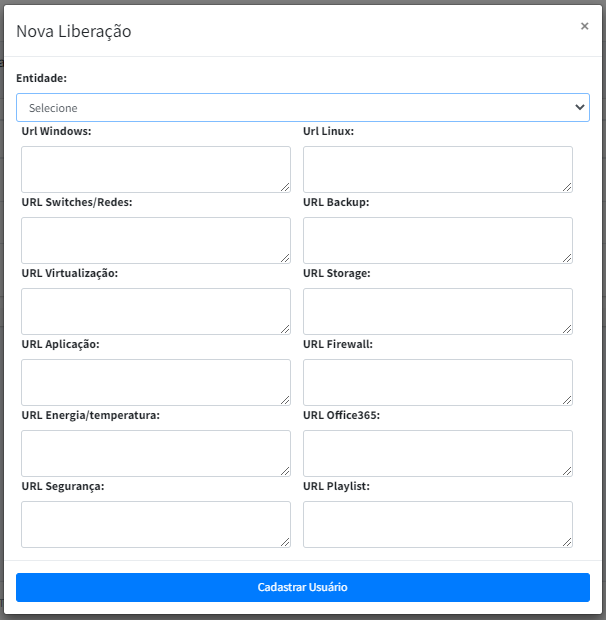 Nova Liberação
×
Entidade:
Selecione
Url Windows: Url Linux:
URL Switches/Redes: URL Backup:
URL Virtualização: URL Storage:
URL Aplicação: URL Firewall:
URL Energia/temperatura: URL Office365:
URL Segurança: URL Playlist:
Cadastrar Usuário